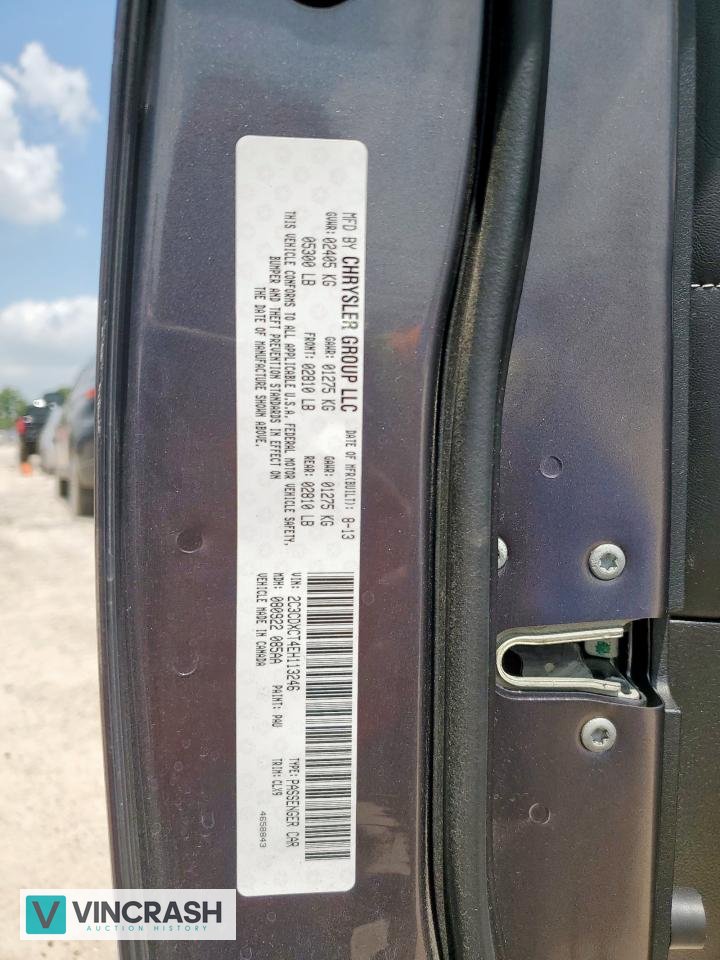 MFD BY CHRYSLER GROUP LLC DATE OF MFR(BUILT): 8-13
GVWR: 02405 KG GAWR: 01275 KG GAWR: 01275 KG
05300 LB FRONT: 02810 LB REAR: 02810 LB
THIS VEHICLE CONFORMS TO ALL APPLICABLE U.S.A. FEDERAL MOTOR VEHICLE SAFETY,
BUMPER AND THEFT PREVENTION STANDARDS IN EFFECT ON
THE DATE OF MANUFACTURE SHOWN ABOVE.
VIN: 2C3CDXCT4EH113246 TYPE: PASSENGER CAR
MDH: 080922 085AA PAINT: PAU TRIM: CLX9
VEHICLE MADE IN CANADA 4658843
V VINCRASH
AUCTION HISTORY